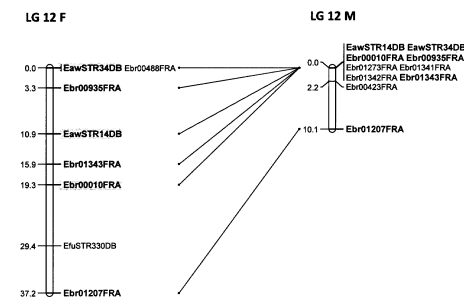 LG 12 F
LG 12 M
0.0 EawSTR34DB Ebr00488FRA
3.3 Ebr00935FRA
10.9 EawSTR14DB
15.9 Ebr01343FRA
19.3 Ebr00010FRA
29.4 EfuSTR330DB
37.2 Ebr01207FRA
EawSTR14DB EawSTR34DB
0.0 Ebr00010FRA Ebr00935FRA
Ebr01273FRA Ebr01341FRA
Ebr01342FRA Ebr01343FRA
2.2 Ebr00423FRA
10.1 Ebr01207FRA